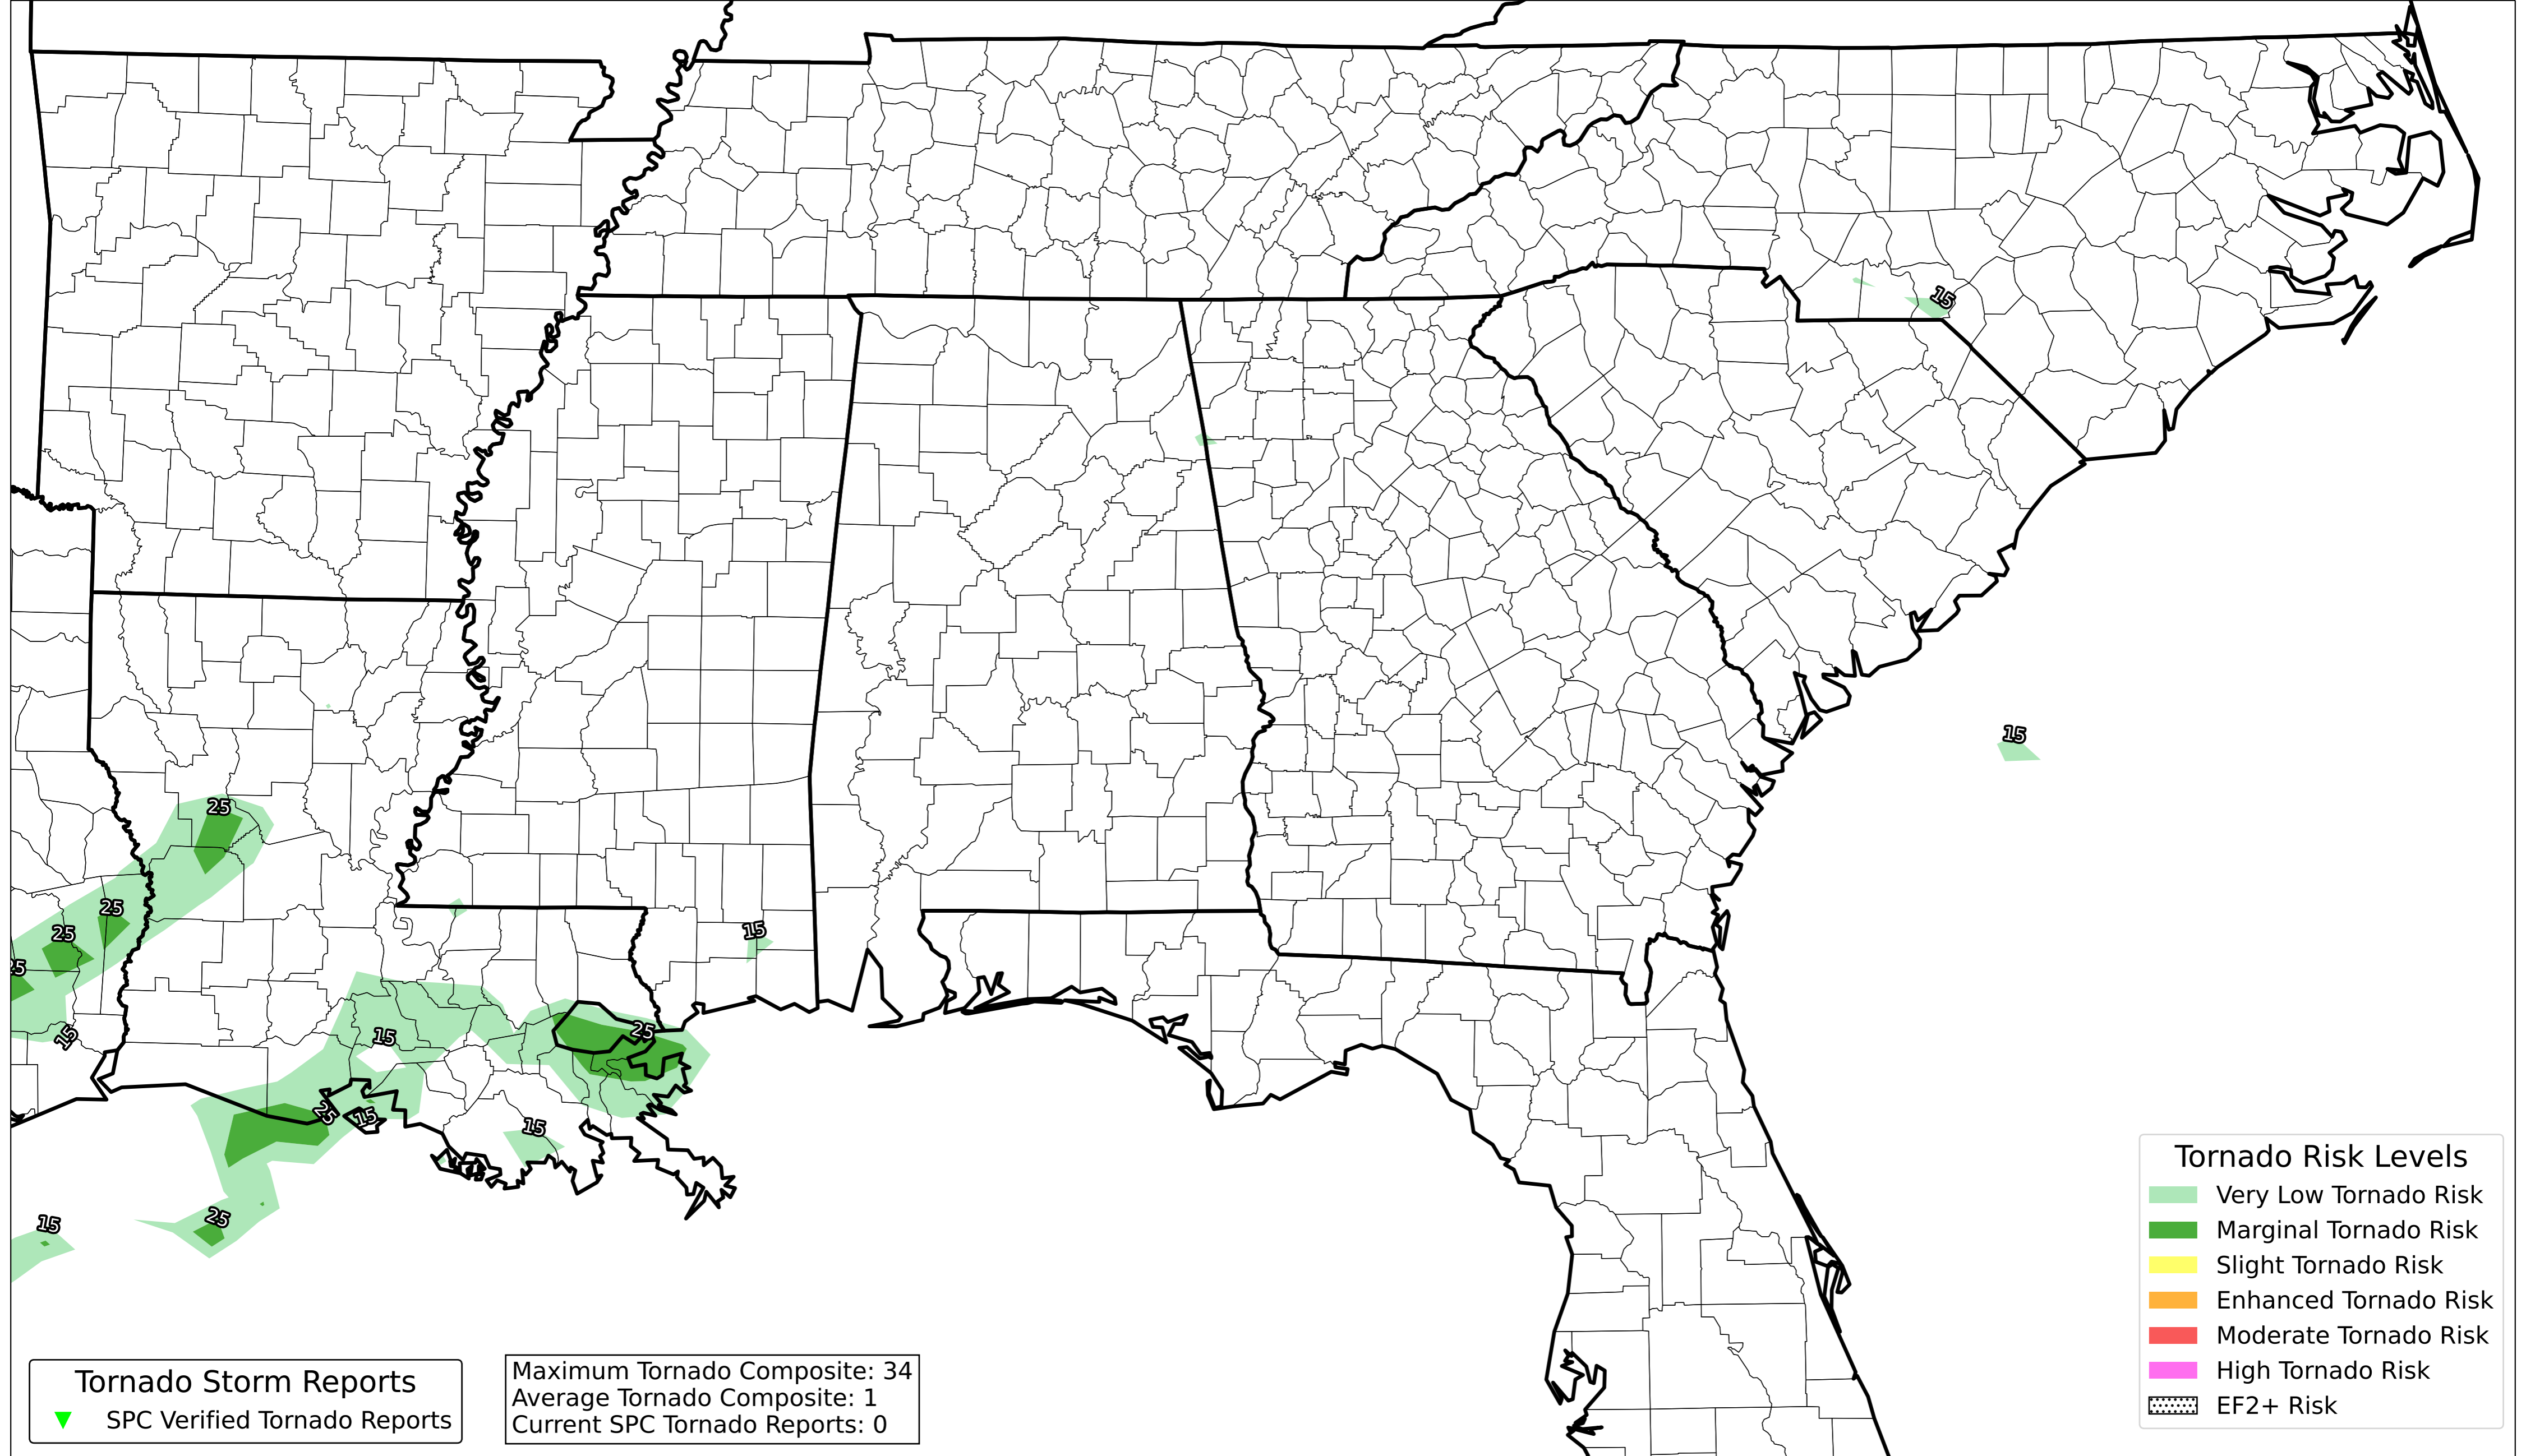 15
15
25
25
25
15
25
15
25
15
25
15
15
25
15
Tornado Risk Levels
Very Low Tornado Risk
Marginal Tornado Risk
Slight Tornado Risk
Enhanced Tornado Risk
Moderate Tornado Risk
High Tornado Risk
EF2+ Risk
Tornado Storm Reports
SPC Verified Tornado Reports
Maximum Tornado Composite: 34
Average Tornado Composite: 1
Current SPC Tornado Reports: 0